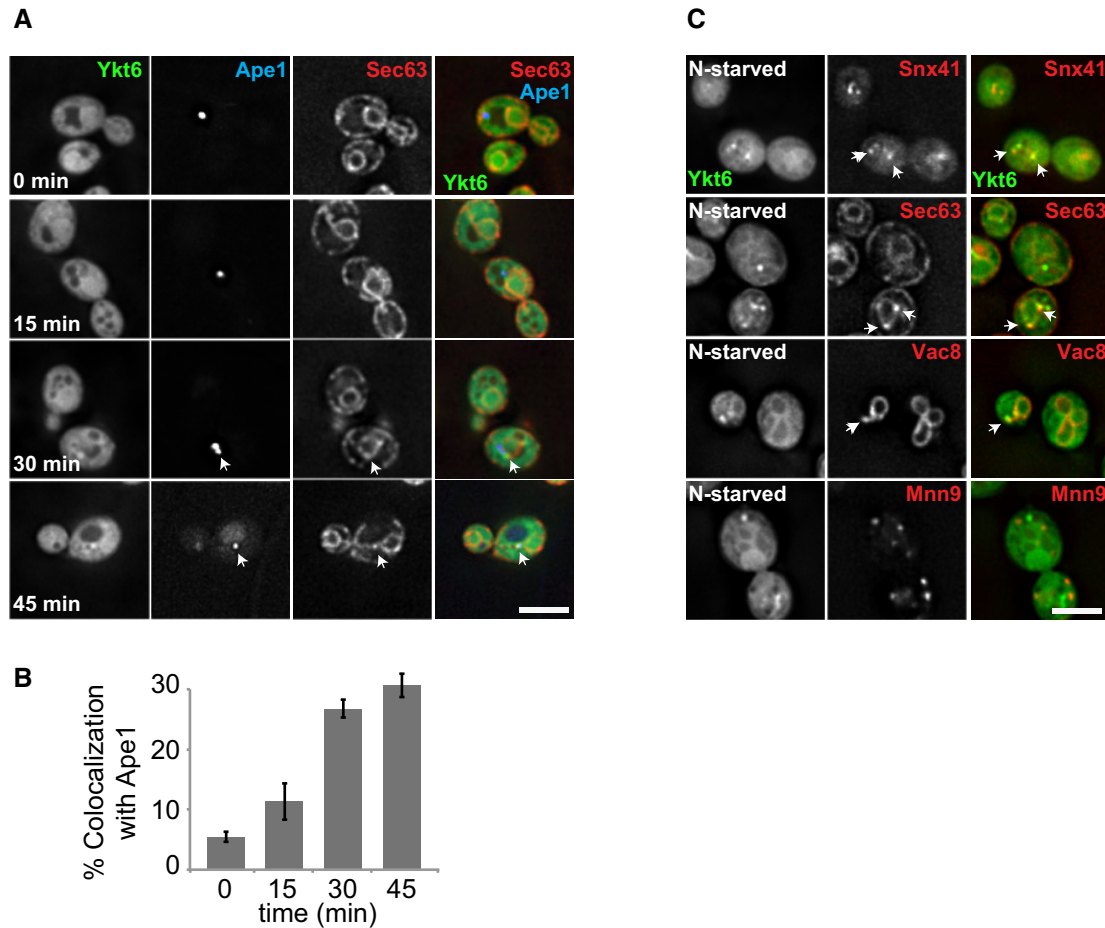 A
Ykt6
Ape1
Sec63
Sec63
Ape1
0 min
Ykt6
15 min
30 min
45 min
B
% Colocalization
with Ape1
30
20
10
0
0 15 30 45
time (min)
C
N-starved
Snx41
Snx41
Ykt6
Ykt6
N-starved
Sec63
Sec63
N-starved
Vac8
Vac8
N-starved
Mnn9
Mnn9